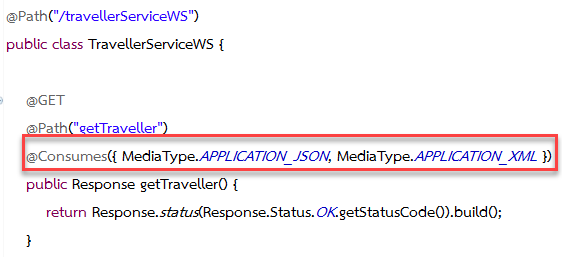 @Path("/travellerServiceWS")
public class TravellerServiceWS {
@GET
@Path("getTraveller")
@Consumes({ MediaType.APPLICATION_JSON, MediaType.APPLICATION_XML })
public Response getTraveller() {
return Response.status(Response.Status.OK.getStatusCode()).build();
}